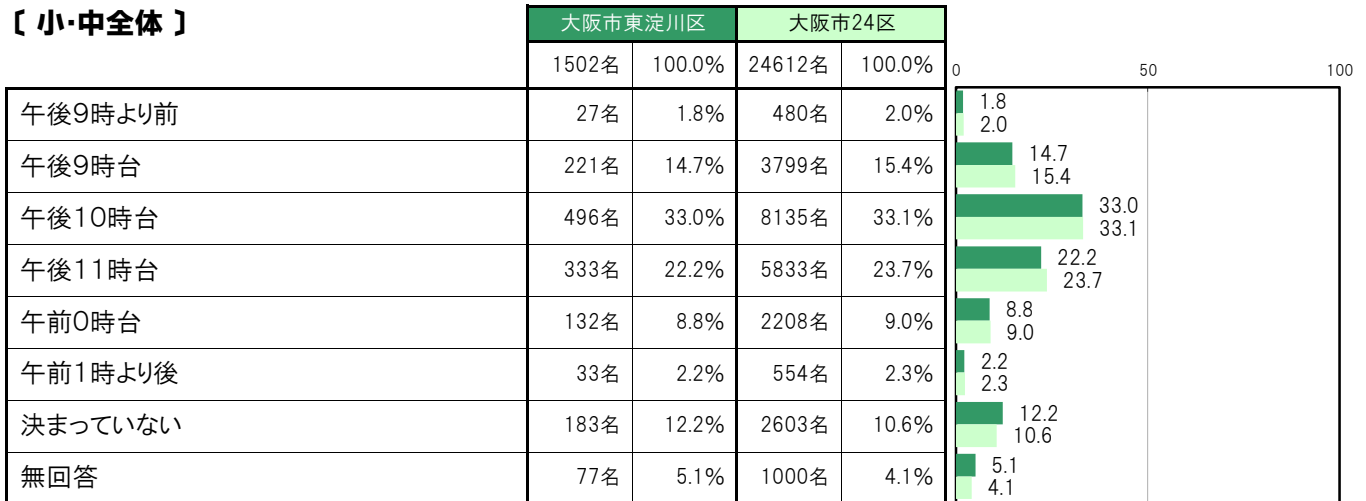 〔 小・中全体 〕
大阪市東淀川区 大阪市24区
1502名 100.0% 24612名 100.0%
0 50 100
午後9時より前 27名 1.8% 480名 2.0% 1.8
2.0
午後9時台 221名 14.7% 3799名 15.4% 14.7
15.4
午後10時台 496名 33.0% 8135名 33.1% 33.0
33.1
午後11時台 333名 22.2% 5833名 23.7% 22.2
23.7
午前0時台 132名 8.8% 2208名 9.0% 8.8
9.0
午前1時より後 33名 2.2% 554名 2.3% 2.2
2.3
決まっていない 183名 12.2% 2603名 10.6% 12.2
10.6
無回答 77名 5.1% 1000名 4.1% 5.1
4.1